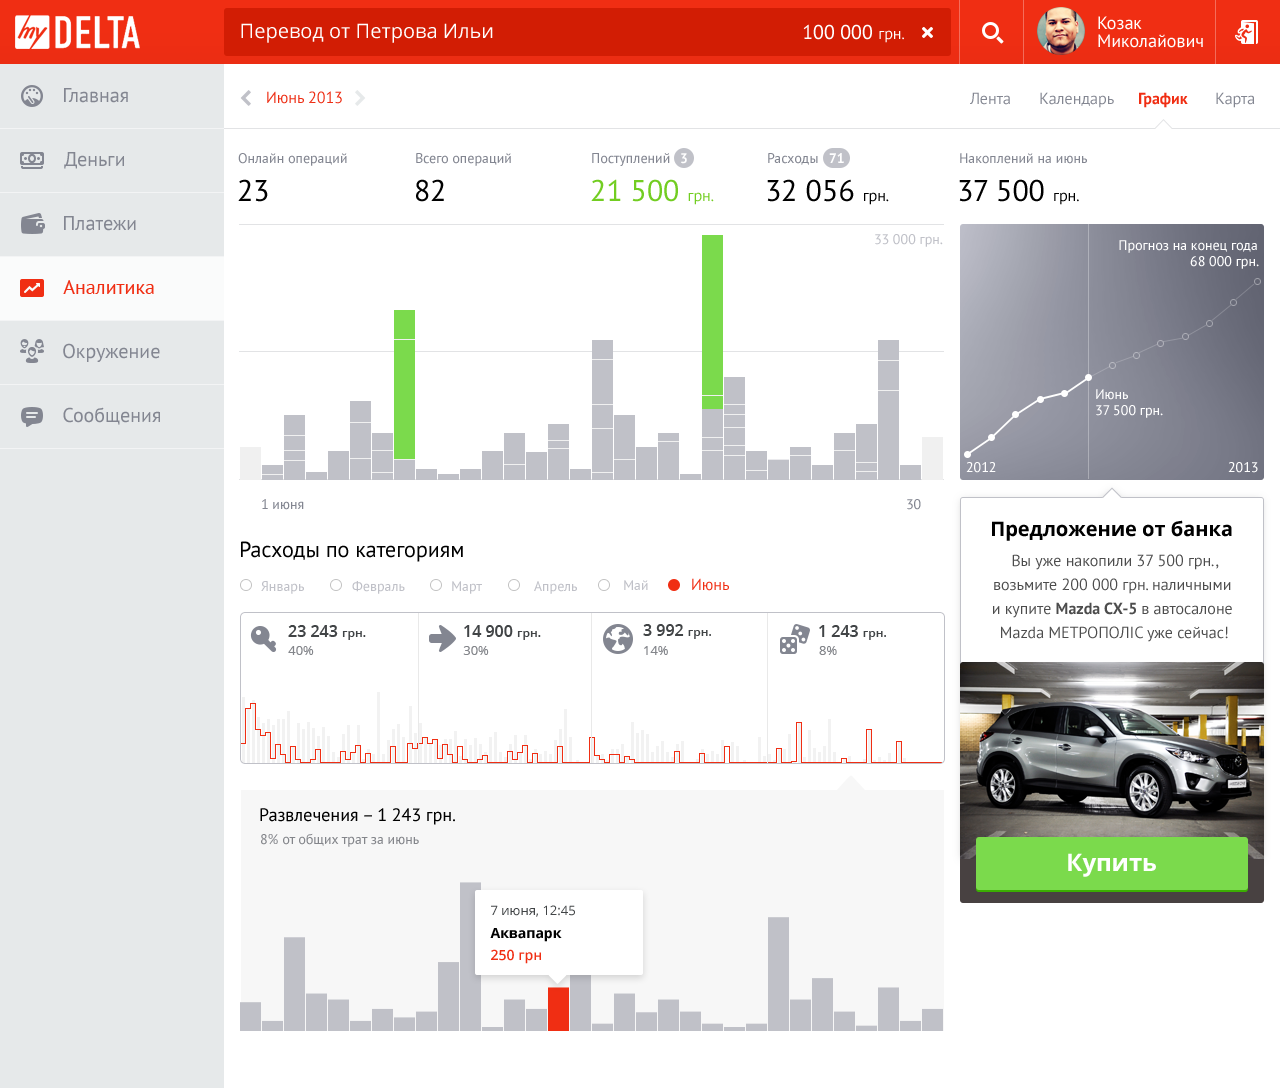 my DELTA
Перевод от Петрова Ильи
100 000 грн.
Козак
Миколайович
Главная
Деньги
Платежи
Аналитика
Окружение
Сообщения
Июнь 2013
Лента
Календарь
График
Карта
Онлайн операций
23
Всего операций
82
Поступлений 3
21 500 грн.
Расходы 71
32 056 грн.
Накоплений на июнь
37 500 грн.
33 000 грн.
1 июня
30
Прогноз на конец года
68 000 грн.
Июнь
37 500 грн.
2012
2013
Расходы по категориям
Январь
Февраль
Март
Апрель
Май
Июнь
23 243 грн.
40%
14 900 грн.
30%
3 992 грн.
14%
1 243 грн.
8%
Развлечения – 1 243 грн.
8% от общих трат за июнь
7 июня, 12:45
Аквапарк
250 грн
Предложение от банка
Вы уже накопили 37 500 грн.,
возьмите 200 000 грн. наличными
и купите Mazda CX-5 в автосалоне
Mazda МЕТРОПОЛІС уже сейчас!
Купить